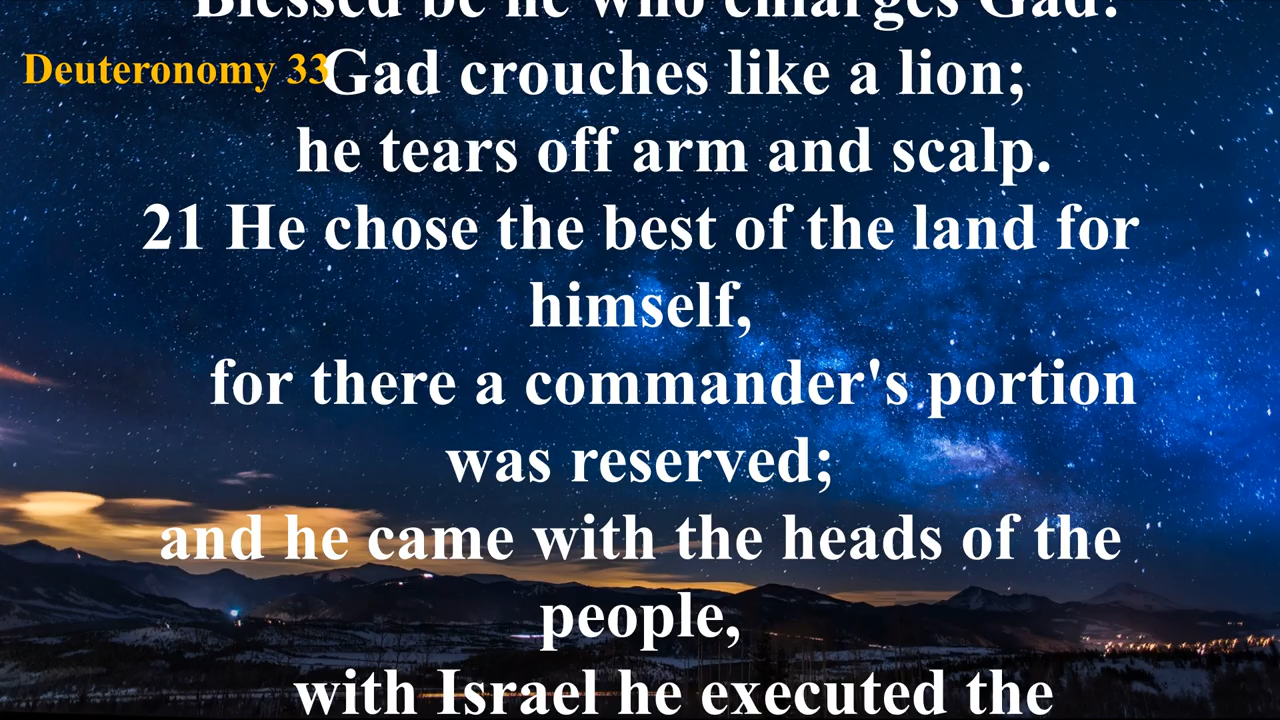 Blessed be he who enlarges Gad!
Deuteronomy 33
Gad crouches like a lion;
he tears off arm and scalp.
21 He chose the best of the land for
himself,
for there a commander's portion
was reserved;
and he came with the heads of the
people,
with Israel he executed the